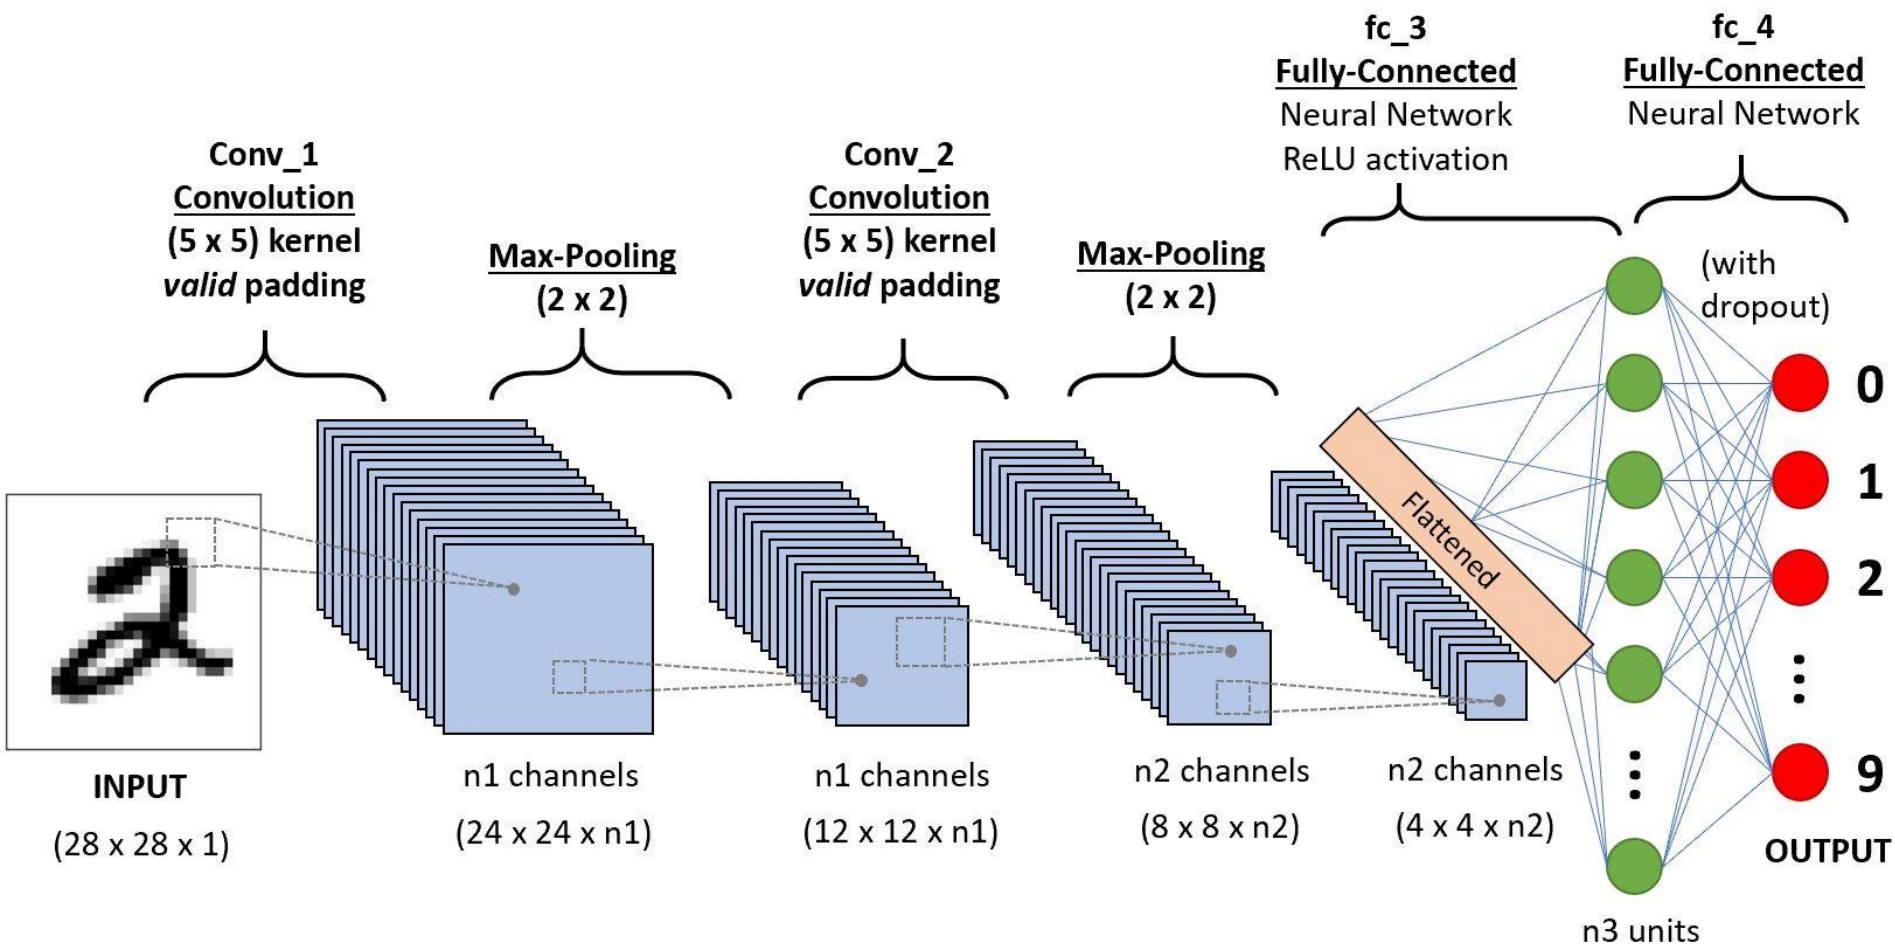 Conv_1
Convolution
(5 x 5) kernel
valid padding
Max-Pooling
(2 x 2)
Conv_2
Convolution
(5 x 5) kernel
valid padding
Max-Pooling
(2 x 2)
fc_3
Fully-Connected
Neural Network
ReLU activation
fc_4
Fully-Connected
Neural Network
(with
dropout)
Flattened
2
0
1
2
9
INPUT
(28 x 28 x 1)
n1 channels
(24 x 24 x n1)
n1 channels
(12 x 12 x n1)
n2 channels
(8 x 8 x n2)
n2 channels
(4 x 4 x n2)
n3 units
OUTPUT